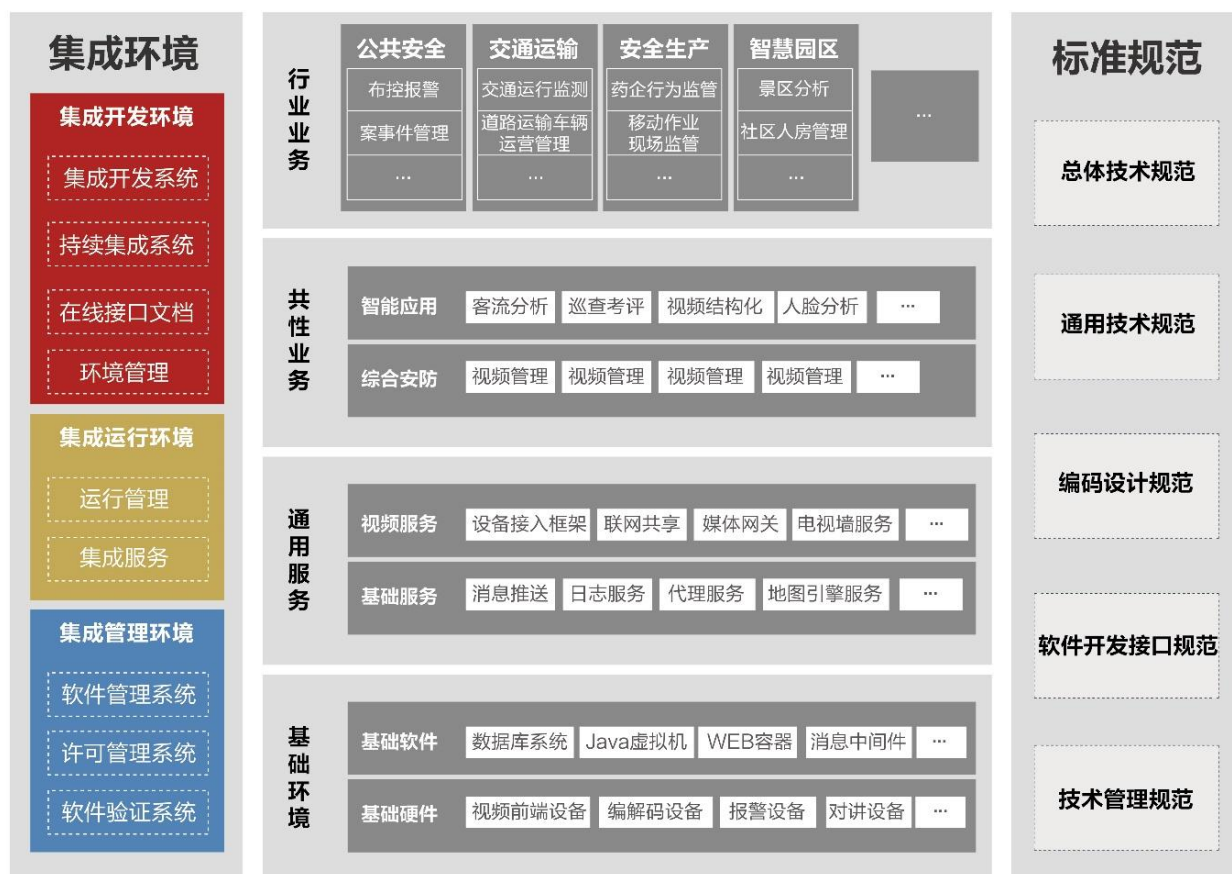 集成环境
集成开发环境
集成开发系统
持续集成系统
在线接口文档
环境管理
集成运行环境
运行管理
集成服务
集成管理环境
软件管理系统
许可管理系统
软件验证系统
行业业务
公共安全
布控报警
案事件管理
...
交通运输
交通运行监测
道路运输车辆
运营管理
...
安全生产
药企行为监管
移动作业
现场监管
...
智慧园区
景区分析
社区人房管理
...
...
共性业务
智能应用 客流分析 巡查考评 视频结构化 人脸分析 ...
综合安防 视频管理 视频管理 视频管理 视频管理 ...
通用服务
视频服务 设备接入框架 联网共享 媒体网关 电视墙服务 ...
基础服务 消息推送 日志服务 代理服务 地图引擎服务 ...
基础环境
基础软件 数据库系统 Java虚拟机 WEB容器 消息中间件 ...
基础硬件 视频前端设备 编解码设备 报警设备 对讲设备 ...
标准规范
总体技术规范
通用技术规范
编码设计规范
软件开发接口规范
技术管理规范